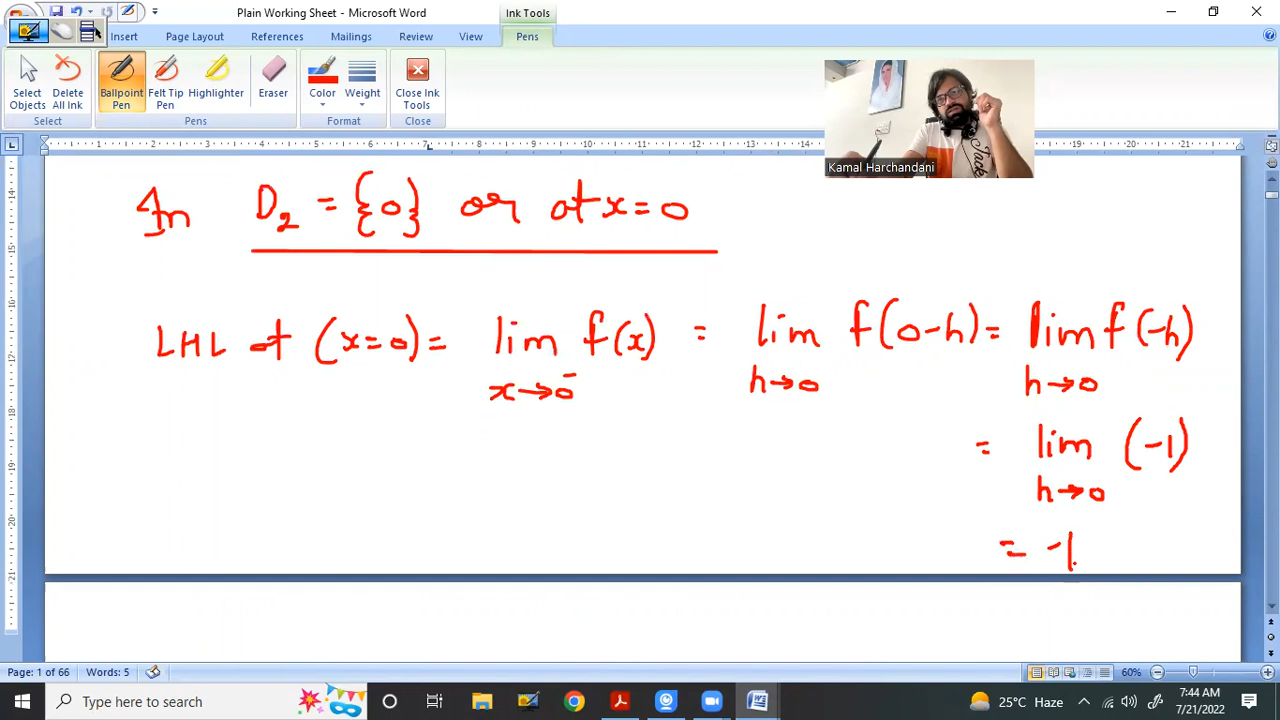 Plain Working Sheet - Microsoft Word
Ink Tools
Insert Page Layout References Mailings Review View Pens
Select Objects
Delete All Ink
Ballpoint Pen
Felt Tip Pen
Highlighter
Eraser
Color
Weight
Close Ink Tools
Select Pens Format Close
Kamal Harchandani
In D₂ = {0} or at x=0
LHL at (x=0) = lim x→0⁻ f(x) = lim h→0 f(0-h) = lim h→0 f(-h)
= lim h→0 (-1)
= -1
Page: 1 of 66 Words: 5 60%
Type here to search
25°C Haze
7:44 AM
7/21/2022